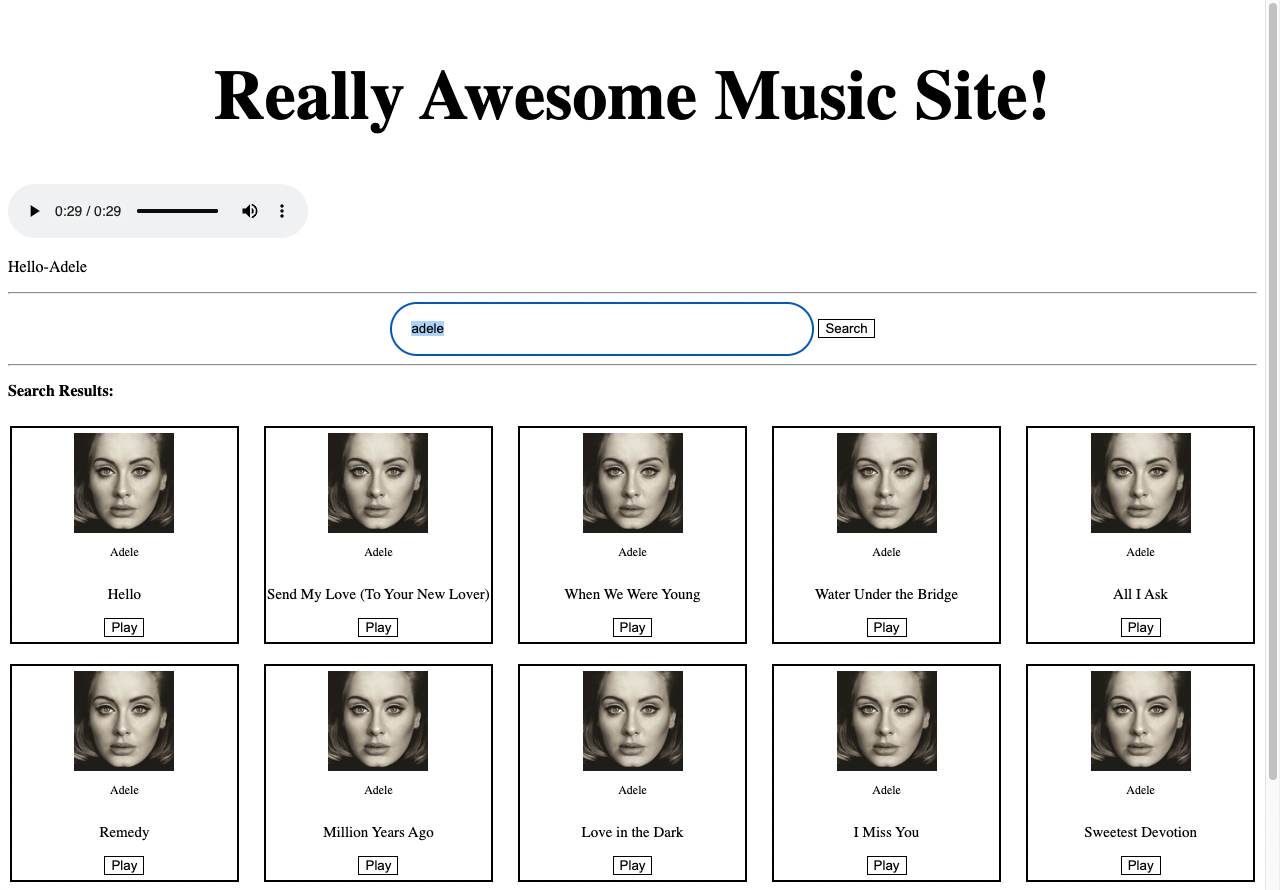 Really Awesome Music Site!
0:29 / 0:29
Hello-Adele
adele Search
Search Results:
Adele Adele Adele Adele Adele
Hello Send My Love (To Your New Lover) When We Were Young Water Under the Bridge All I Ask
Play Play Play Play Play
Adele Adele Adele Adele Adele
Remedy Million Years Ago Love in the Dark I Miss You Sweetest Devotion
Play Play Play Play Play